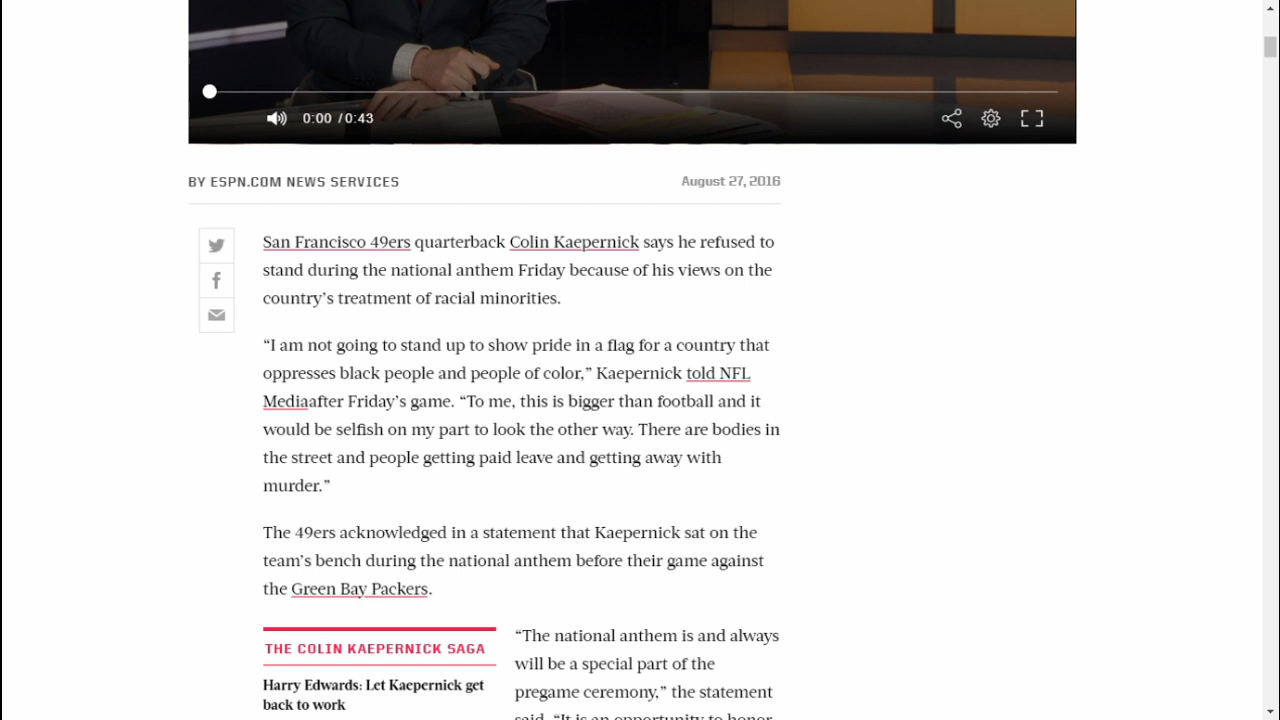 0:00 / 0:43
BY ESPN.COM NEWS SERVICES
August 27, 2016
San Francisco 49ers quarterback Colin Kaepernick says he refused to
stand during the national anthem Friday because of his views on the
country’s treatment of racial minorities.
“I am not going to stand up to show pride in a flag for a country that
oppresses black people and people of color,” Kaepernick told NFL
Mediaafter Friday’s game. “To me, this is bigger than football and it
would be selfish on my part to look the other way. There are bodies in
the street and people getting paid leave and getting away with
murder.”
The 49ers acknowledged in a statement that Kaepernick sat on the
team’s bench during the national anthem before their game against
the Green Bay Packers.
THE COLIN KAEPERNICK SAGA
Harry Edwards: Let Kaepernick get
back to work
“The national anthem is and always
will be a special part of the
pregame ceremony,” the statement
said. “It is an opportunity to honor